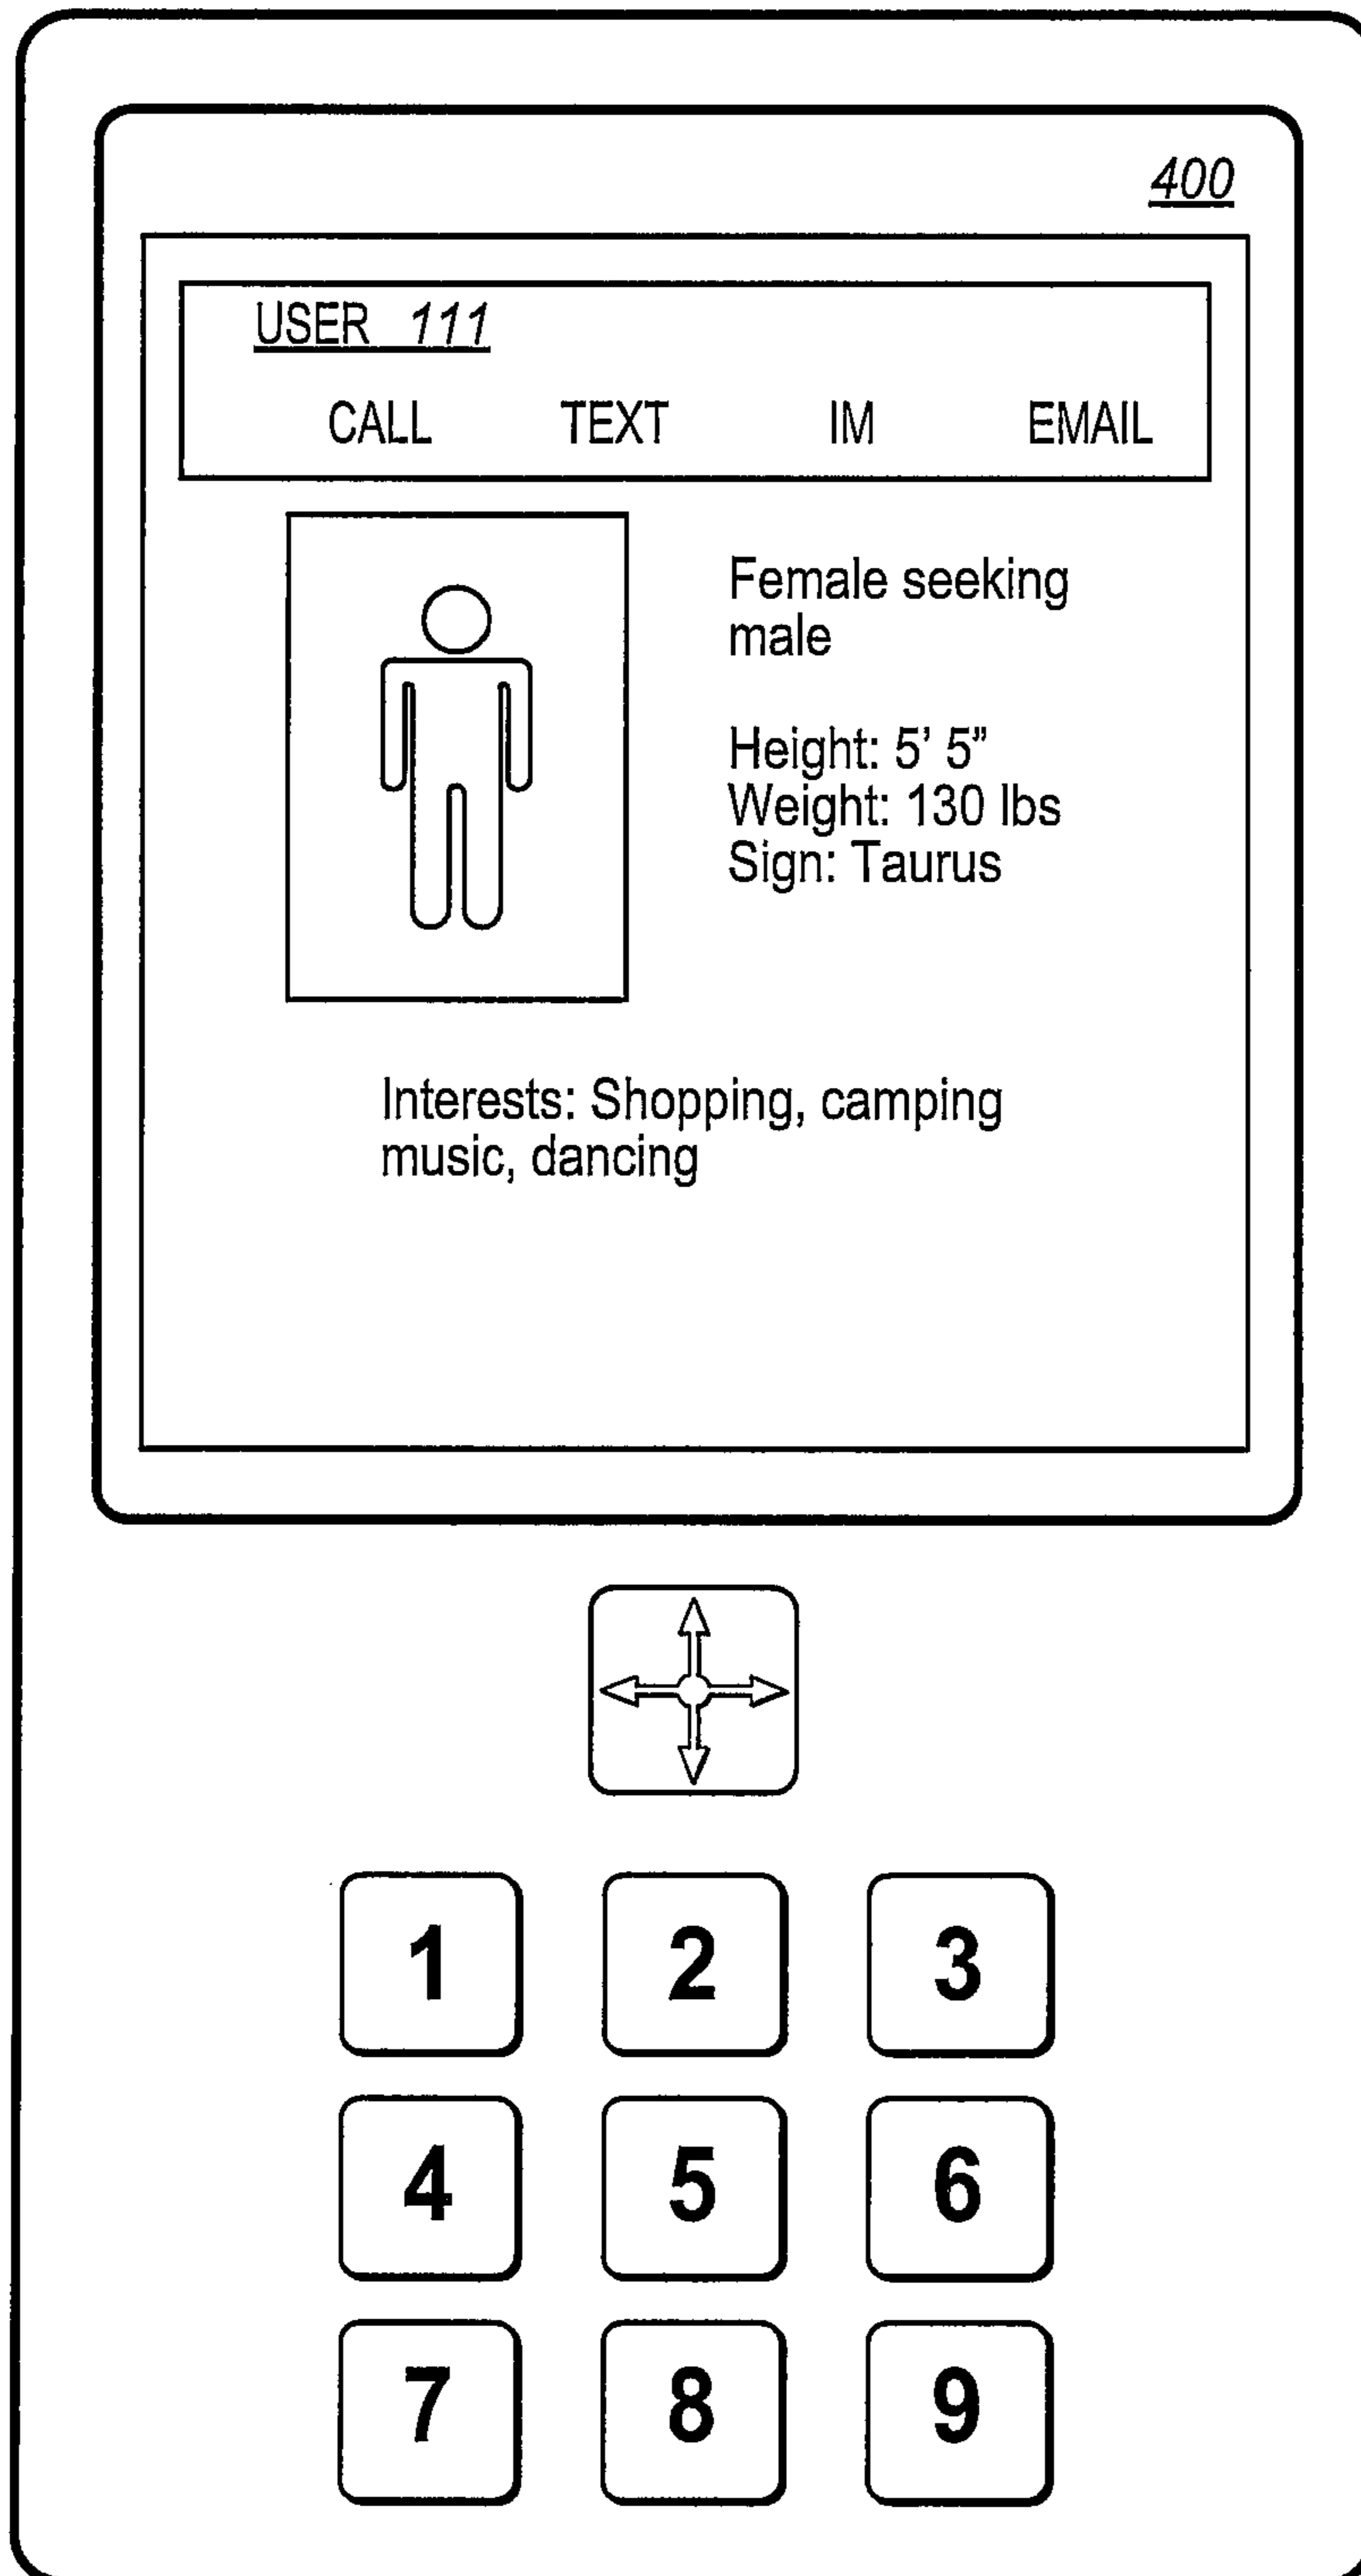 400
USER 111
CALL TEXT IM EMAIL
Female seeking
male
Height: 5' 5”
Weight: 130 lbs
Sign: Taurus
Interests: Shopping, camping
music, dancing
1 2 3
4 5 6
7 8 9